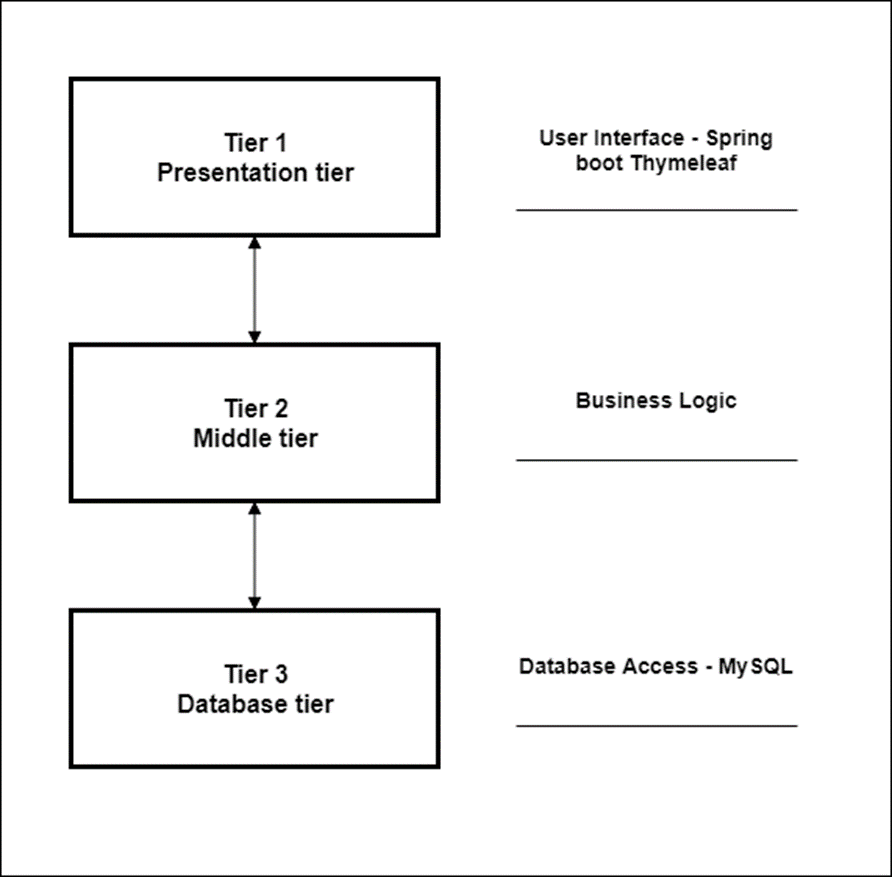 Tier 1
Presentation tier
User Interface - Spring
boot Thymeleaf
Tier 2
Middle tier
Business Logic
Tier 3
Database tier
Database Access - MySQL